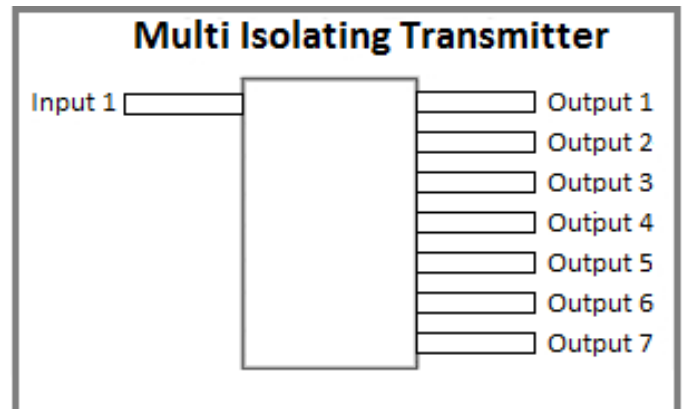 Multi Isolating Transmitter
Input 1
Output 1
Output 2
Output 3
Output 4
Output 5
Output 6
Output 7